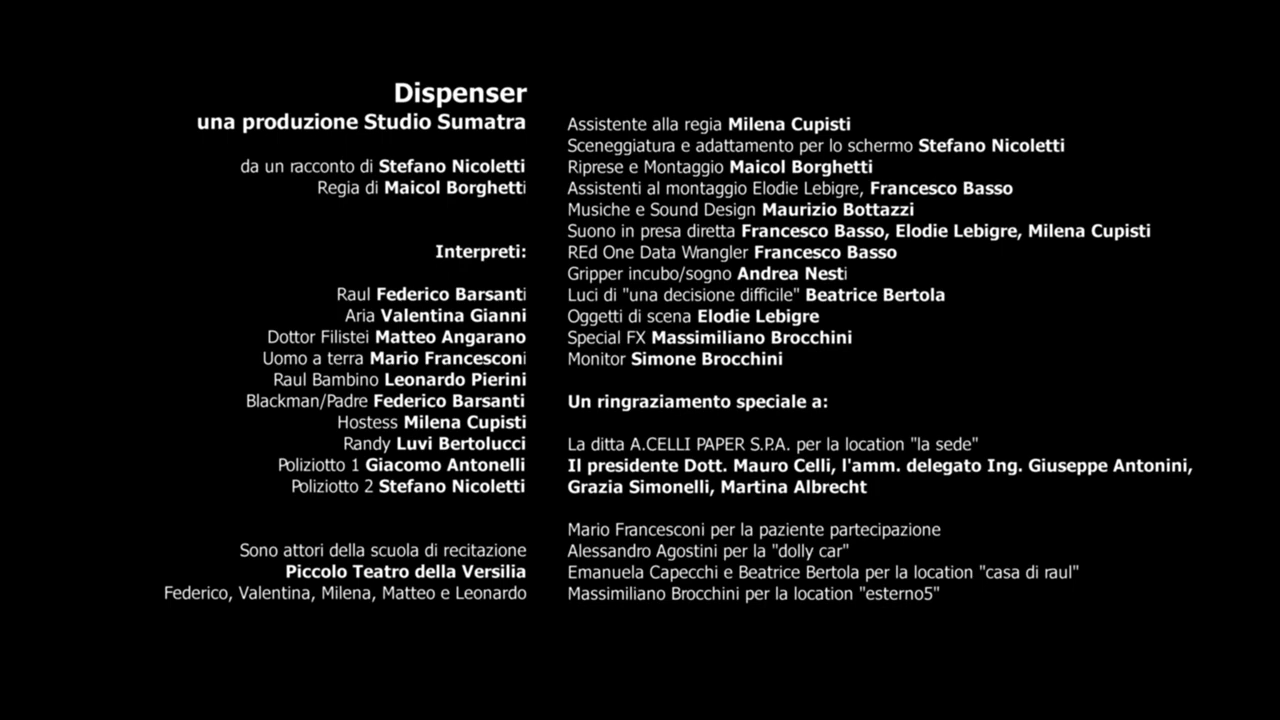 Dispenser
una produzione Studio Sumatra
da un racconto di Stefano Nicoletti
Regia di Maicol Borghetti
Interpreti:
Raul Federico Barsanti
Aria Valentina Gianni
Dottor Filistei Matteo Angarano
Uomo a terra Mario Francesconi
Raul Bambino Leonardo Pierini
Blackman/Padre Federico Barsanti
Hostess Milena Cupisti
Randy Luvi Bertolucci
Poliziotto 1 Giacomo Antonelli
Poliziotto 2 Stefano Nicoletti
Sono attori della scuola di recitazione
Piccolo Teatro della Versilia
Federico, Valentina, Milena, Matteo e Leonardo
Assistente alla regia Milena Cupisti
Sceneggiatura e adattamento per lo schermo Stefano Nicoletti
Riprese e Montaggio Maicol Borghetti
Assistenti al montaggio Elodie Lebigre, Francesco Basso
Musiche e Sound Design Maurizio Bottazzi
Suono in presa diretta Francesco Basso, Elodie Lebigre, Milena Cupisti
REd One Data Wrangler Francesco Basso
Gripper incubo/sogno Andrea Nesti
Luci di "una decisione difficile" Beatrice Bertola
Oggetti di scena Elodie Lebigre
Special FX Massimiliano Brocchini
Monitor Simone Brocchini
Un ringraziamento speciale a:
La ditta A.CELLI PAPER S.P.A. per la location "la sede"
Il presidente Dott. Mauro Celli, l'amm. delegato Ing. Giuseppe Antonini,
Grazia Simonelli, Martina Albrecht
Mario Francesconi per la paziente partecipazione
Alessandro Agostini per la "dolly car"
Emanuela Capecchi e Beatrice Bertola per la location "casa di raul"
Massimiliano Brocchini per la location "esterno5"